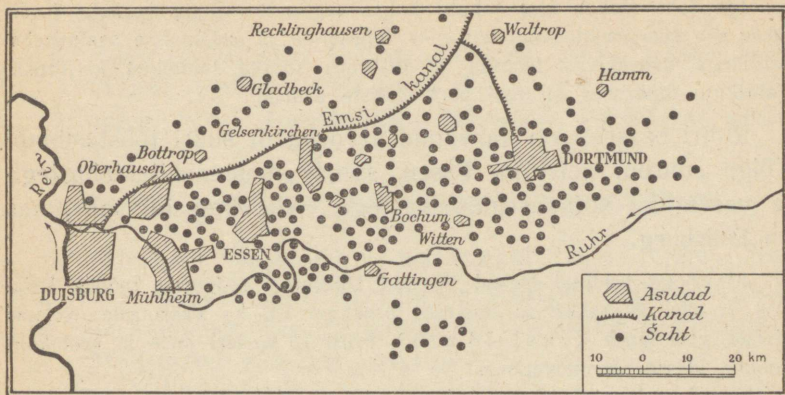 Recklinghausen
Waltrop
Gladbeck
Hamm
Emsi kanal
Gelsenkirchen
Bottrop
Oberhausen
Rein
DORTMUND
Bochum
Witten
ESSEN
Ruhr
Gattingen
DUISBURG
Mühltheim
Asulad
Kanal
Šaht
10 0 10 20 km